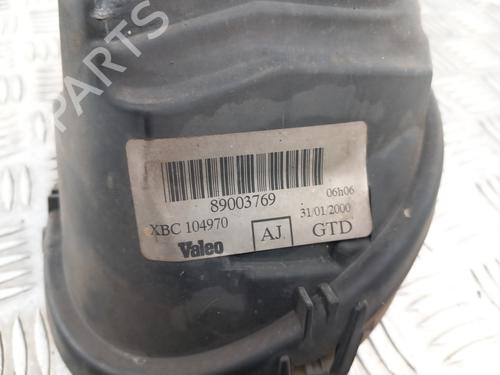 89003769
06h06
XBC 104970
31/01/2000
Valeo
AJ
GTD
B-Parts